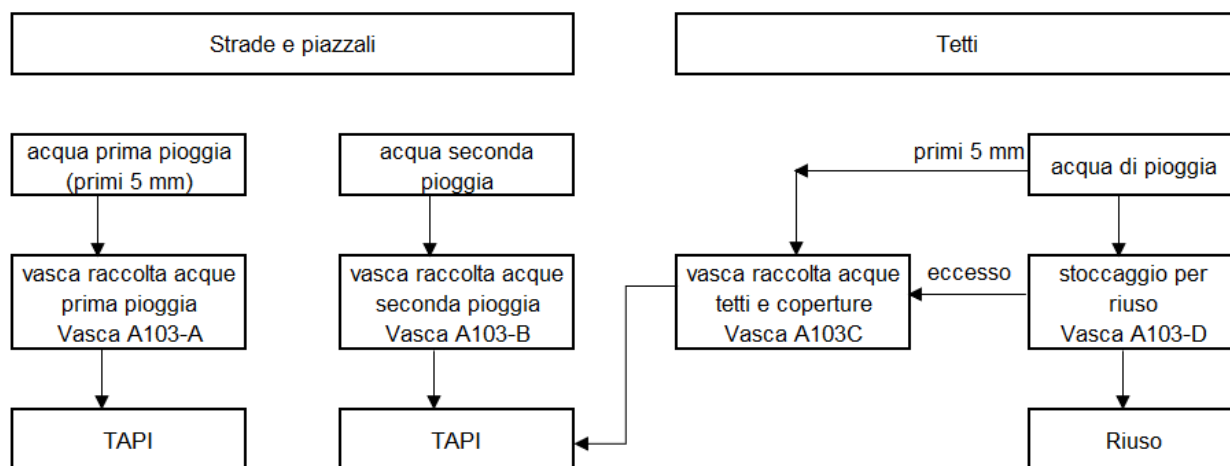 Strade e piazzali
Tetti
acqua prima pioggia
(primi 5 mm)
acqua seconda
pioggia
primi 5 mm
acqua di pioggia
vasca raccolta acque
prima pioggia
Vasca A103-A
vasca raccolta acque
seconda pioggia
Vasca A103-B
vasca raccolta acque
tetti e coperture
Vasca A103C
eccesso
stoccaggio per
riuso
Vasca A103-D
TAPI
TAPI
Riuso